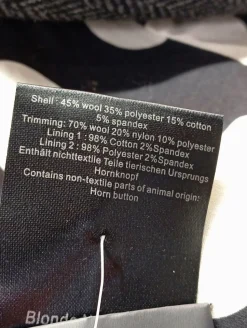 Shell : 45% wool 35% polyester 15% cotton
5% spandex
Trimming: 70% wool 20% nylon 10% polyester
Lining 1 : 98% Cotton 2%Spandex
Lining 2 : 98% Polyester 2%Spandex
Enthält nichttextile Teile tierischen Ursprungs
Hornknopf
Contains non-textile parts of animal origin:
Horn button
Blonde